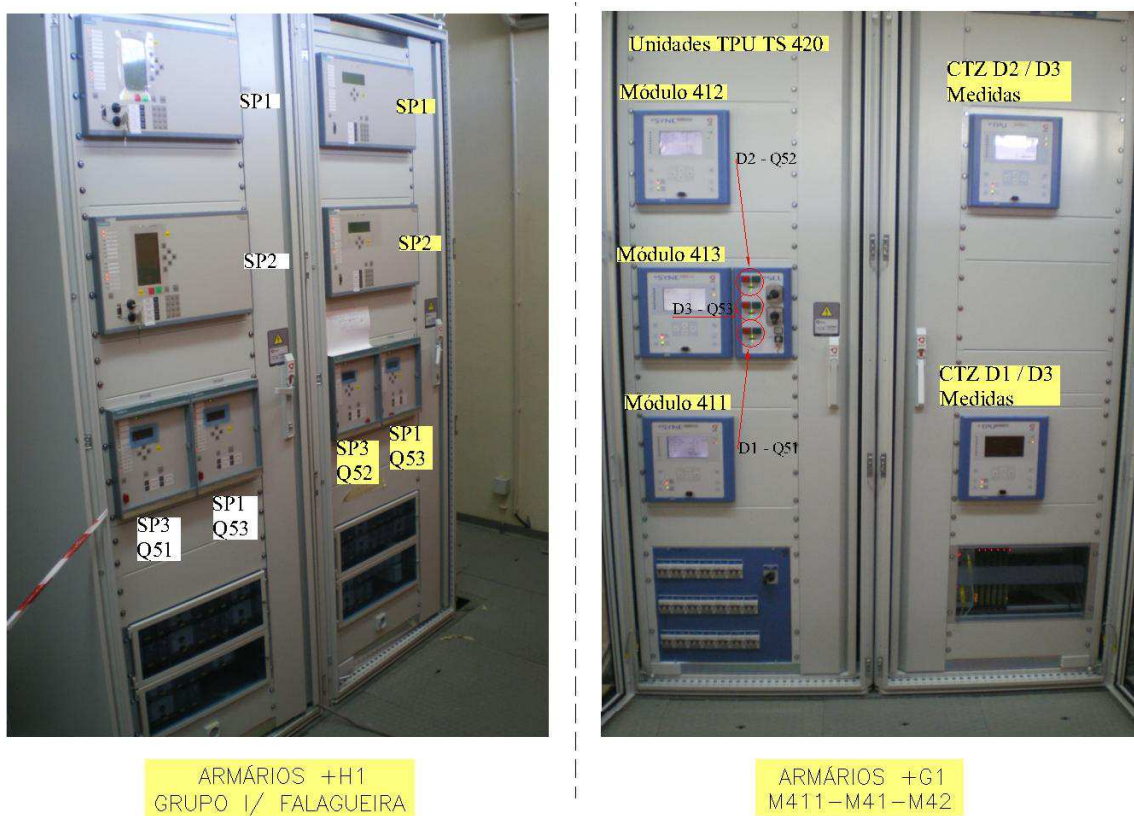 SP1
SP1
SP2
SP2
SP3
Q51
SP1
Q53
SP3
Q52
SP1
Q53
ARMÁRIOS +H1
GRUPO I/ FALAGUEIRA
Unidades TPU TS 420
Módulo 412
D2 - Q52
Módulo 413
D3 - Q53
Módulo 411
D1 - Q51
CTZ D2 / D3
Medidas
CTZ D1 / D3
Medidas
ARMÁRIOS +G1
M411-M41-M42